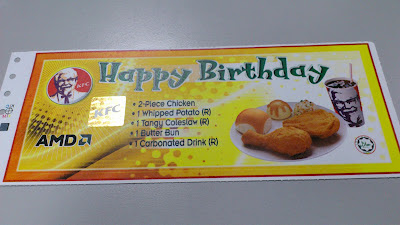 Happy Birthday
KFC
KFC
• 2-Piece Chicken
• 1 Whipped Potato (R)
• 1 Tangy Coleslaw (R)
• 1 Butter Bun
• 1 Carbonated Drink (R)
AMD